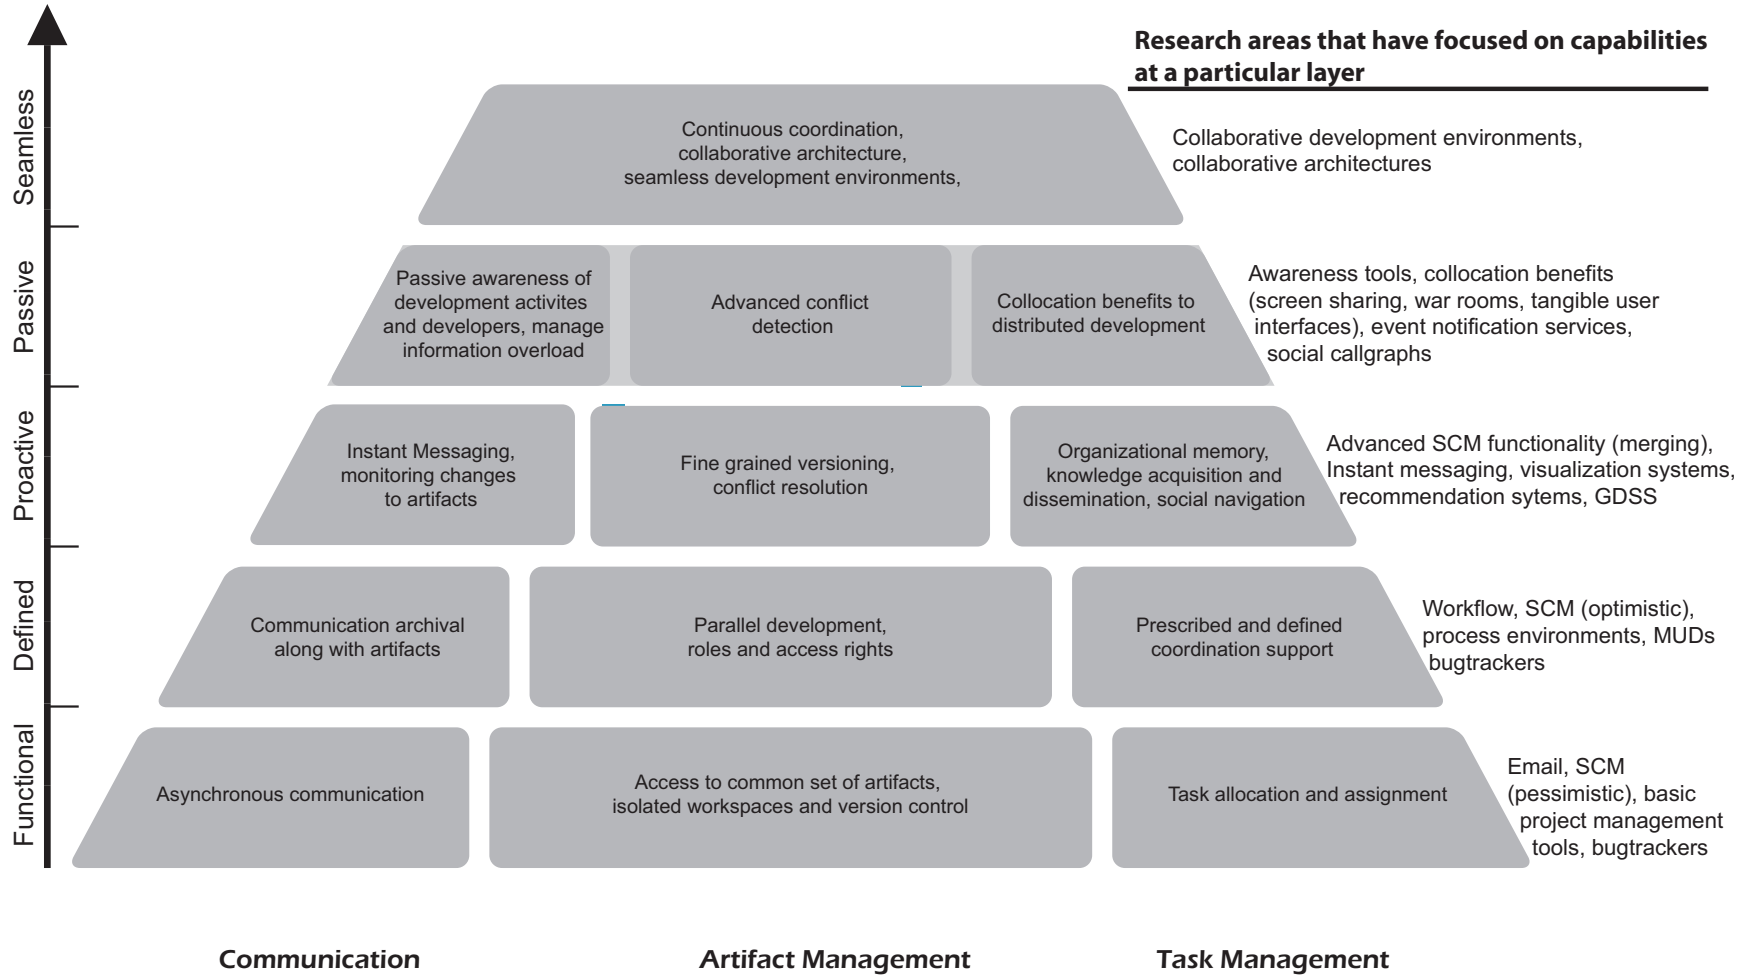 Research areas that have focused on capabilities
at a particular layer
Seamless
Continuous coordination,
collaborative architecture,
seamless development environments,
Collaborative development environments,
collaborative architectures
Passive
Passive awareness of
development activites
and developers, manage
information overload
Advanced conflict
detection
Collocation benefits to
distributed development
Awareness tools, collocation benefits
(screen sharing, war rooms, tangible user
interfaces), event notification services,
social callgraphs
Proactive
Instant Messaging,
monitoring changes
to artifacts
Fine grained versioning,
conflict resolution
Organizational memory,
knowledge acquisition and
dissemination, social navigation
Advanced SCM functionality (merging),
Instant messaging, visualization systems,
recommendation sytems, GDSS
Defined
Communication archival
along with artifacts
Parallel development,
roles and access rights
Prescribed and defined
coordination support
Workflow, SCM (optimistic),
process environments, MUDs
bugtrackers
Functional
Asynchronous communication
Access to common set of artifacts,
isolated workspaces and version control
Task allocation and assignment
Email, SCM
(pessimistic), basic
project management
tools, bugtrackers
Communication
Artifact Management
Task Management